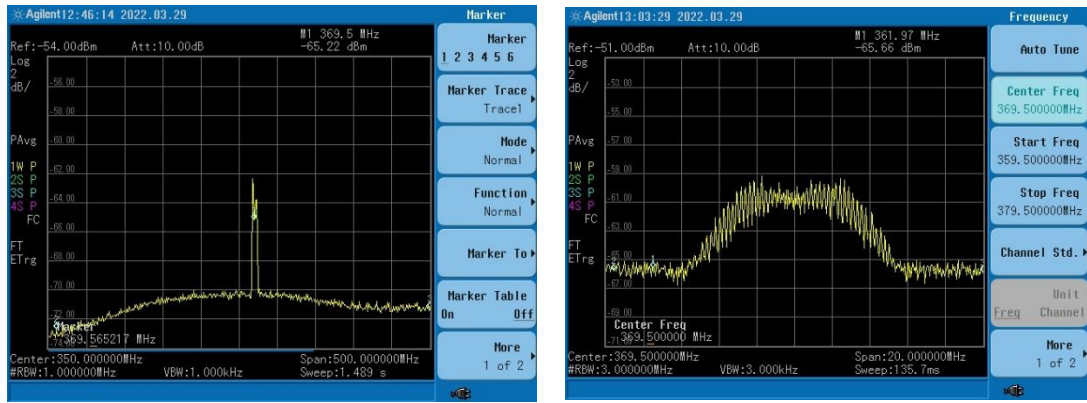 Agilent 12:46:14 2022.03.29
Marker
Ref:-54.00dBm Att:10.00dB
M1 369.5 MHz
-65.22 dBm
Log
2
dB/
-56.00
-58.00
PAvg
-60.00
1W P
-62.00
2S P
3S P
4S P
-64.00
FC
-66.00
FT
ETrg
-68.00
-70.00
-72.00
-74.00
Marker
369.565217 MHz
Center:350.000000MHz Span:500.000000MHz
#RBW:1.000000MHz VBW:1.000kHz Sweep:1.489 s
Marker
1 2 3 4 5 6
Marker Trace
Trace1
Mode
Normal
Function
Normal
Marker To
Marker Table
On Off
More
1 of 2
Agilent 13:03:29 2022.03.29
Frequency
Ref:-51.00dBm Att:10.00dB
M1 361.97 MHz
-65.66 dBm
Log
2
dB/
-53.00
-55.00
PAvg
-57.00
1W P
-59.00
2S P
3S P
4S P
-61.00
FC
-63.00
FT
ETrg
-65.00
-67.00
-69.00
-71.00
Center Freq
369.500000 MHz
Center:369.500000MHz Span:20.000000MHz
#RBW:3.000000MHz VBW:3.000kHz Sweep:135.7ms
Auto Tune
Center Freq
369.500000MHz
Start Freq
359.500000MHz
Stop Freq
379.500000MHz
Channel Std.
Unit
Freq Channel
More
1 of 2